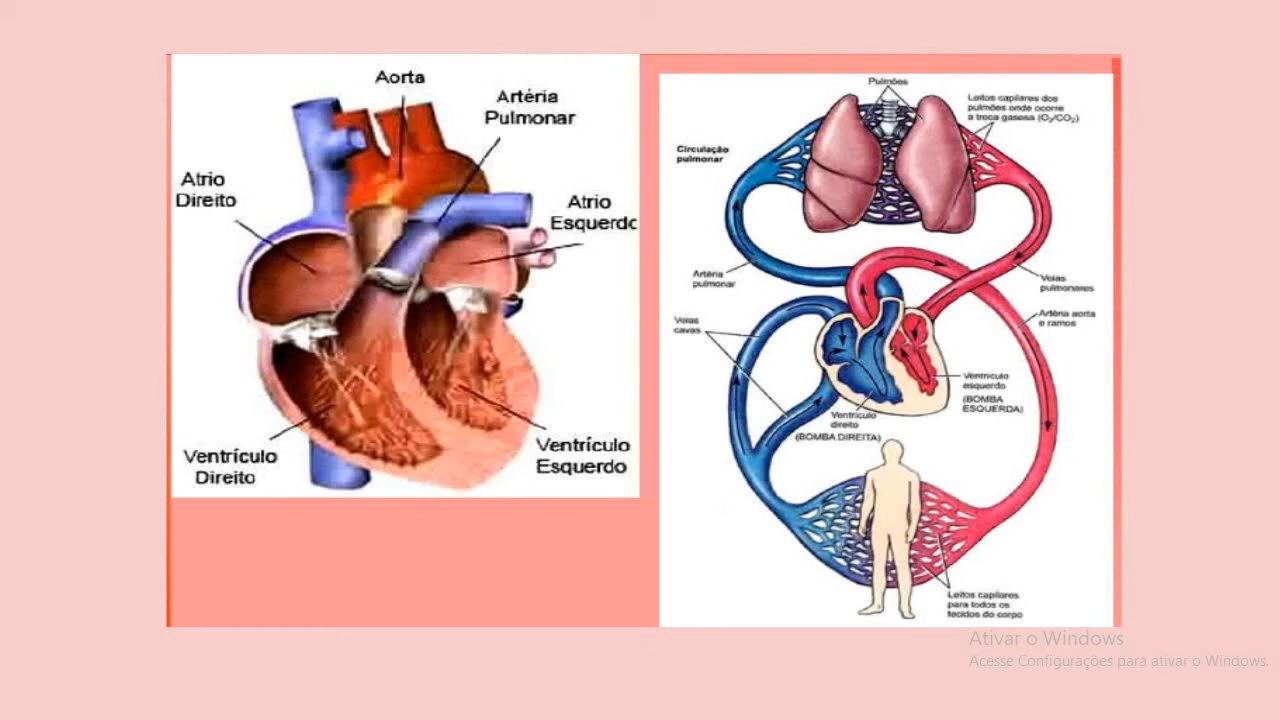 Aorta
Artéria
Pulmonar
Atrio
Direito
Atrio
Esquerdo
Ventrículo
Direito
Ventrículo
Esquerdo
Pulmões
Leitos capilares dos
pulmões onde ocorre
a troca gasosa (O₂/CO₂)
Circulação
pulmonar
Artéria
pulmonar
Veias
pulmonares
Veias
cavas
Artéria aorta
e ramos
Ventrículo
esquerdo
(BOMBA
ESQUERDA)
Ventrículo
direito
(BOMBA DIREITA)
Leitos capilares
para todos os
tecidos do corpo
Ativar o Windows
Acesse Configurações para ativar o Windows.